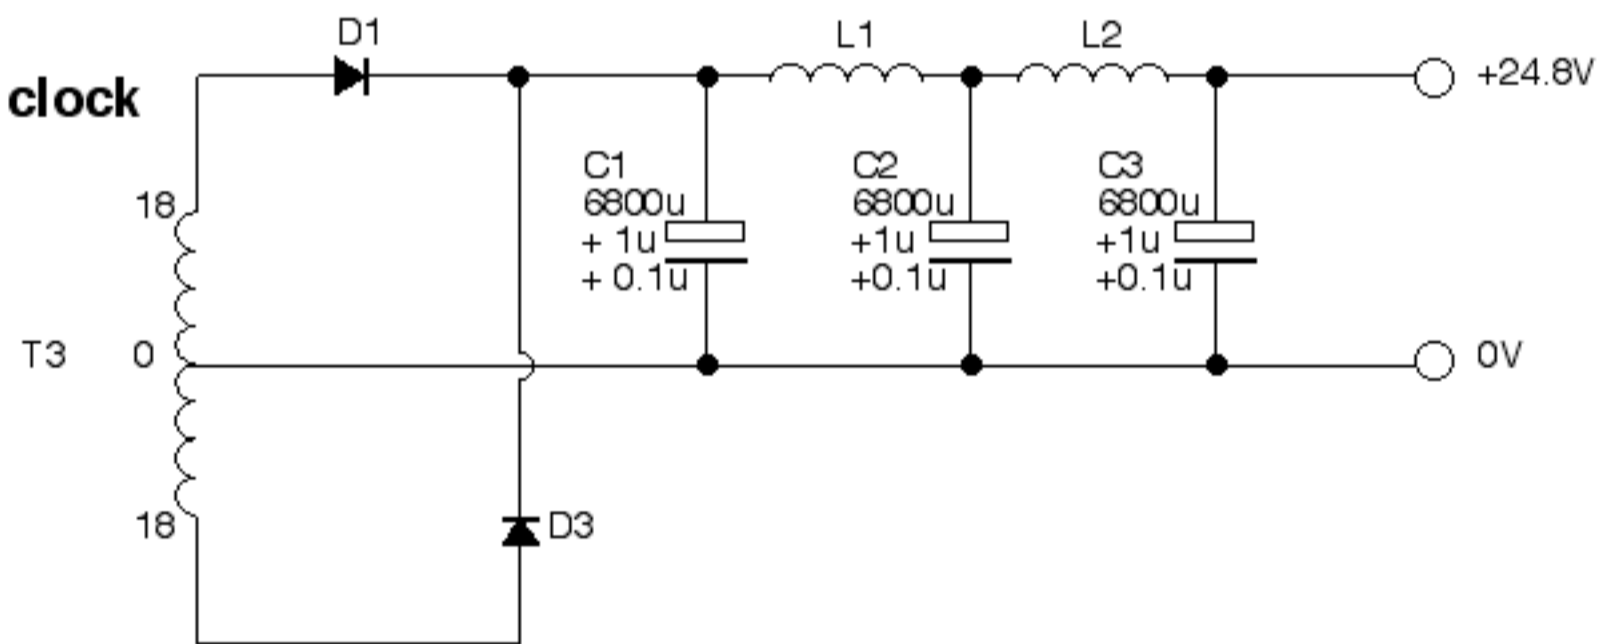 D1
L1
L2
+24.8V
clock
C1
6800u
+ 1u
+ 0.1u
C2
6800u
+1u
+0.1u
C3
6800u
+1u
+0.1u
18
T3
0
0V
18
D3